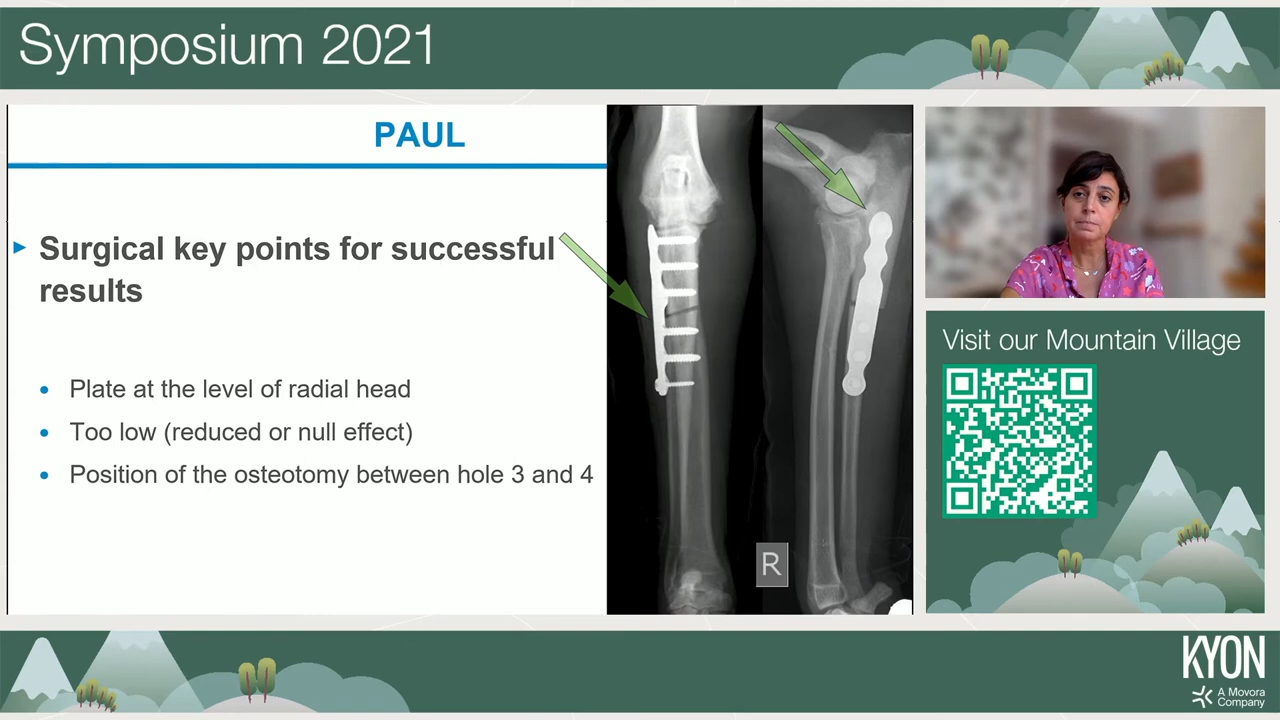 Symposium 2021
PAUL
Surgical key points for successful
results
Plate at the level of radial head
Too low (reduced or null effect)
Position of the osteotomy between hole 3 and 4
R
Visit our Mountain Village
KYON
A Movora
Company